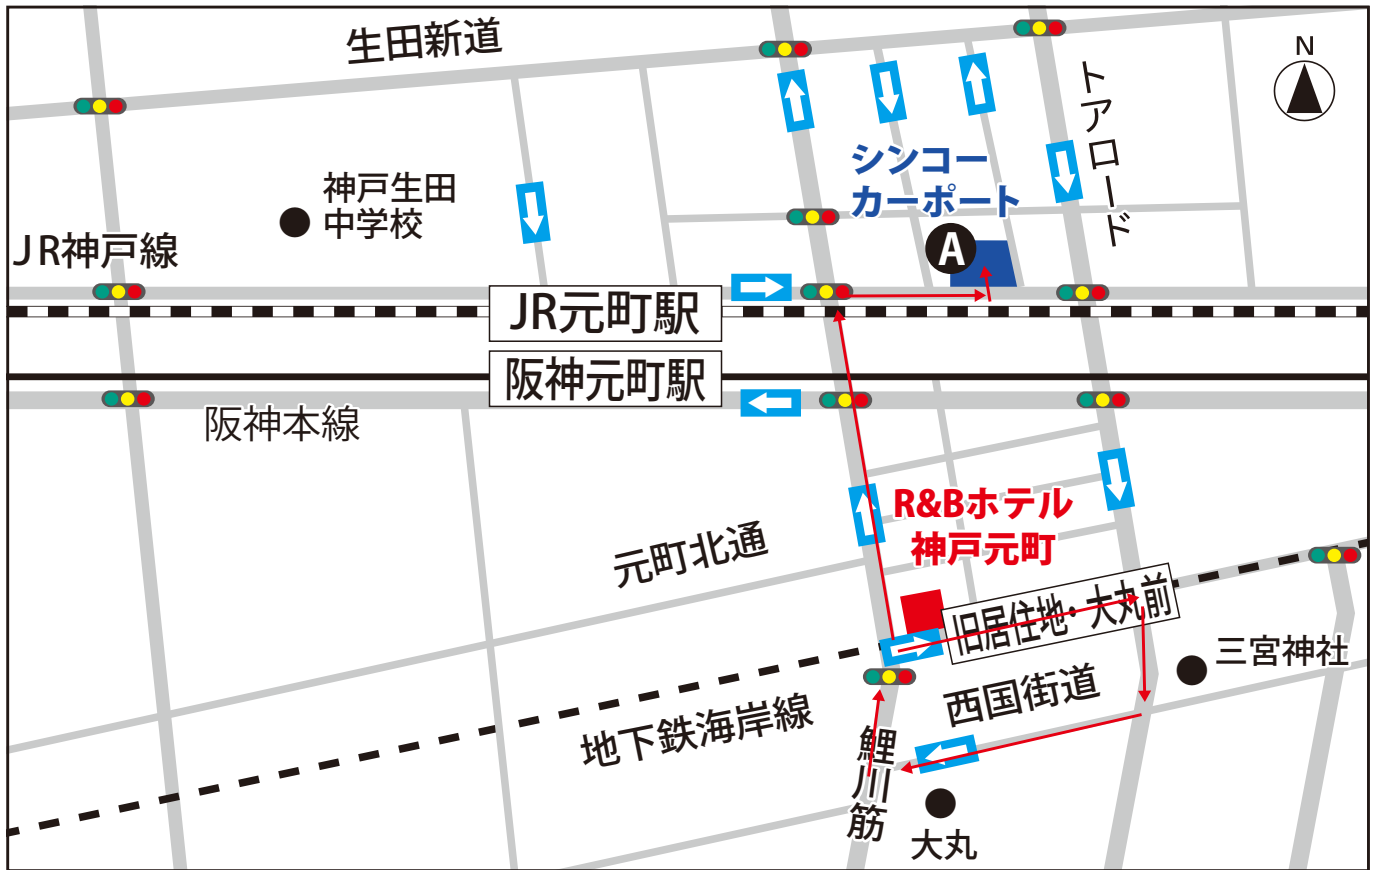 生田新道
N
トアロード
シンコー
カーポート
神戸生田
中学校
A
JR神戸線
JR元町駅
阪神元町駅
阪神本線
R&Bホテル
神戸元町
元町北通
旧居住地・大丸前
三宮神社
西国街道
地下鉄海岸線
鯉川筋
大丸